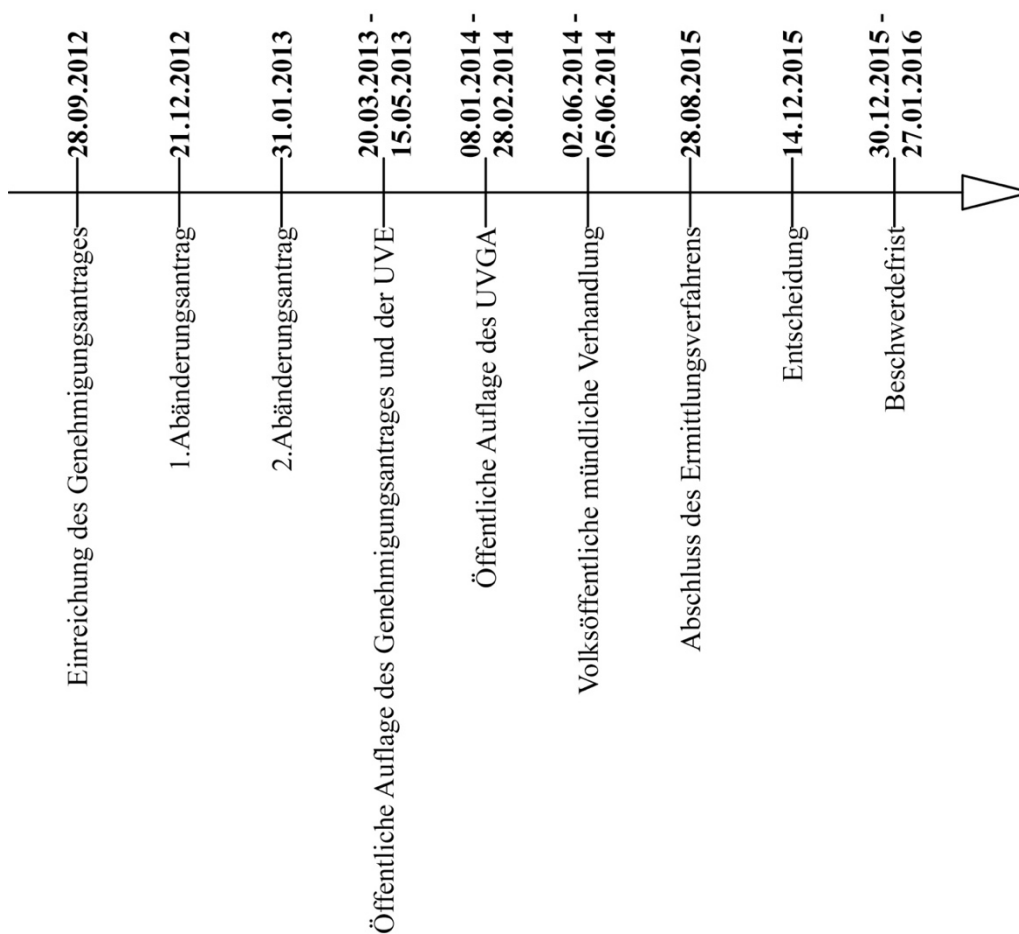 28.09.2012
Einreichung des Genehmigungsantrages
21.12.2012
1.Abänderungsantrag
31.01.2013
2.Abänderungsantrag
20.03.2013 -
15.05.2013
Öffentliche Auflage des Genehmigungsantrages und der UVE
08.01.2014 -
28.02.2014
Öffentliche Auflage des UVGA
02.06.2014 -
05.06.2014
Volksöffentliche mündliche Verhandlung
28.08.2015
Abschluss des Ermittlungsverfahrens
14.12.2015
Entscheidung
30.12.2015 -
27.01.2016
Beschwerdefrist